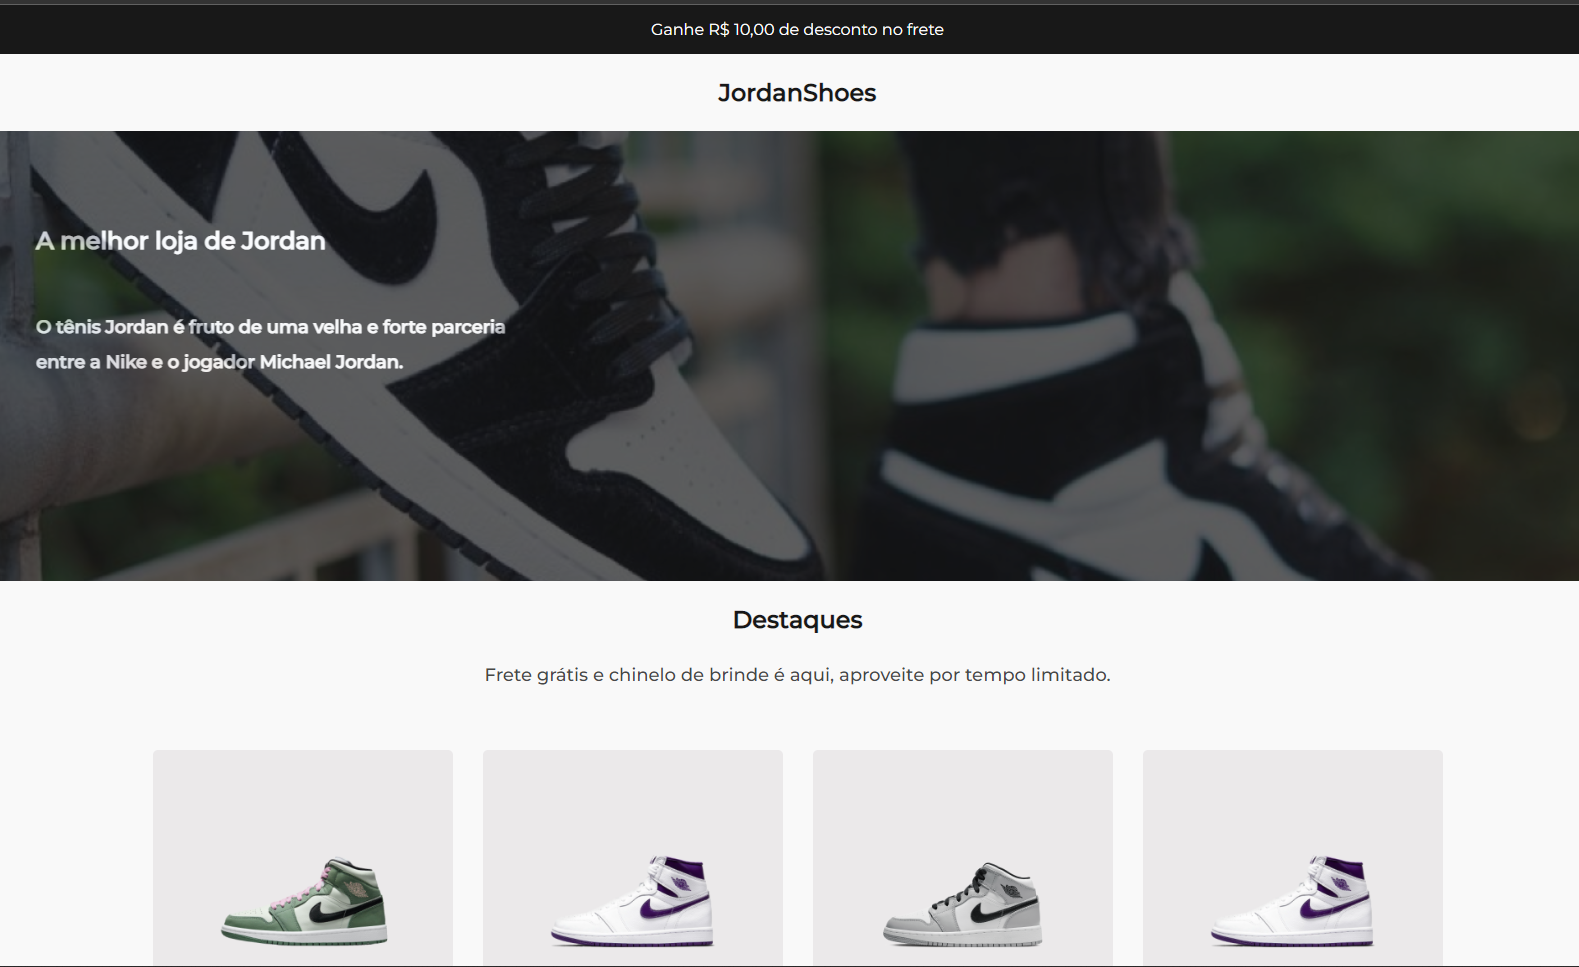 Ganhe R$ 10,00 de desconto no frete
JordanShoes
A melhor loja de Jordan
O tênis Jordan é fruto de uma velha e forte parceria
entre a Nike e o jogador Michael Jordan.
Destaques
Frete grátis e chinelo de brinde é aqui, aproveite por tempo limitado.